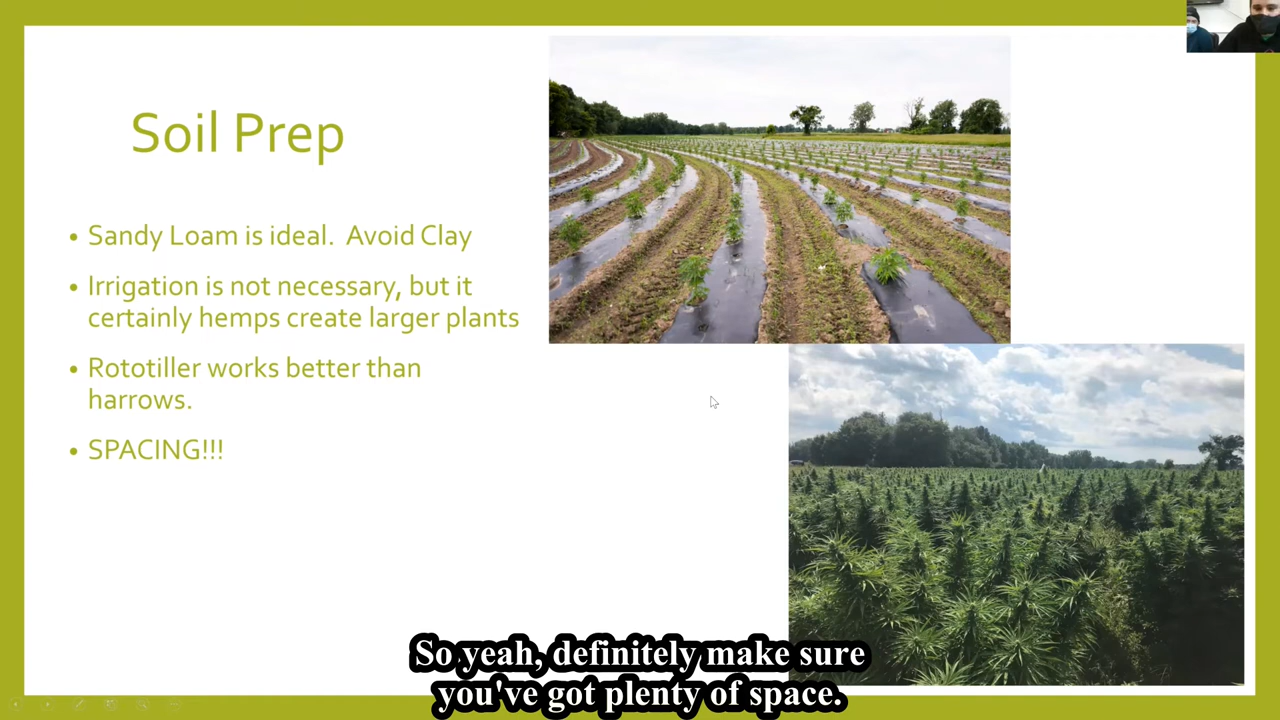 Soil Prep
• Sandy Loam is ideal.  Avoid Clay
• Irrigation is not necessary, but it
certainly hemps create larger plants
• Rototiller works better than
harrows.
• SPACING!!!
So yeah, definitely make sure
you've got plenty of space.